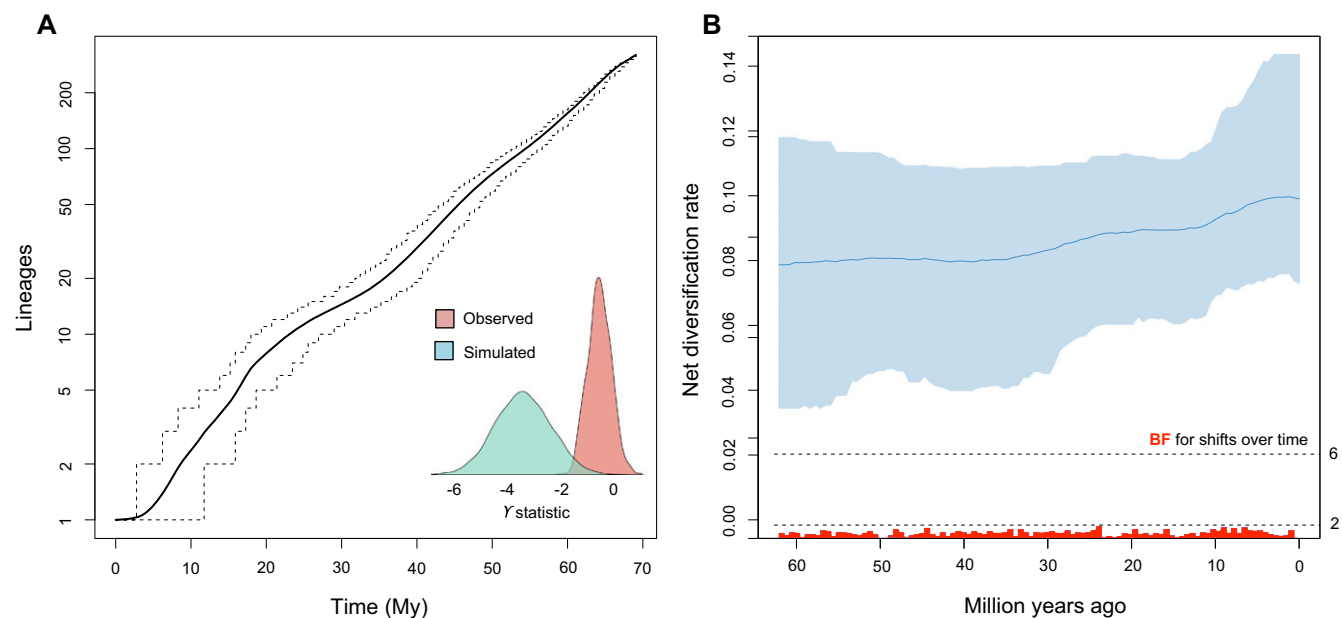 A
Lineages
200
100
50
20
10
5
2
1
0 10 20 30 40 50 60 70
Time (My)
Observed
Simulated
-6 -4 -2 0
ϒ statistic
B
Net diversification rate
0.14
0.12
0.10
0.08
0.06
0.04
0.02
0.00
BF for shifts over time
6
2
60 50 40 30 20 10 0
Million years ago